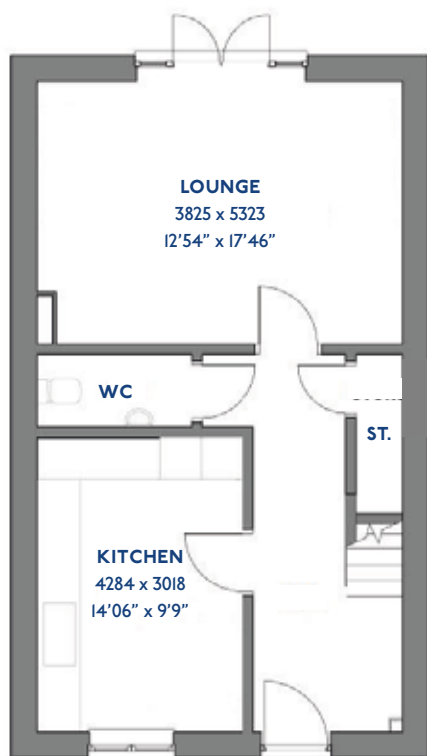 LOUNGE
3825 x 5323
12'54" x 17'46"
WC
ST.
KITCHEN
4284 x 3018
14'06" x 9'9"